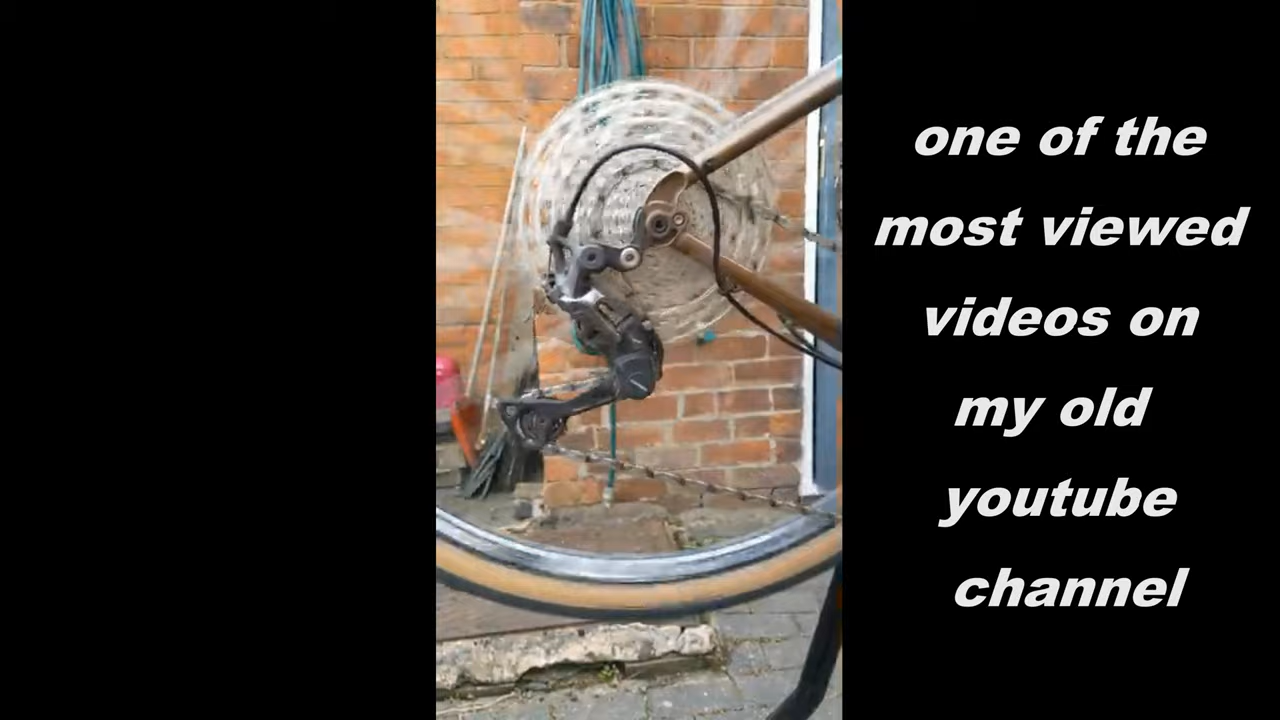 one of the
most viewed
videos on
my old
youtube
channel